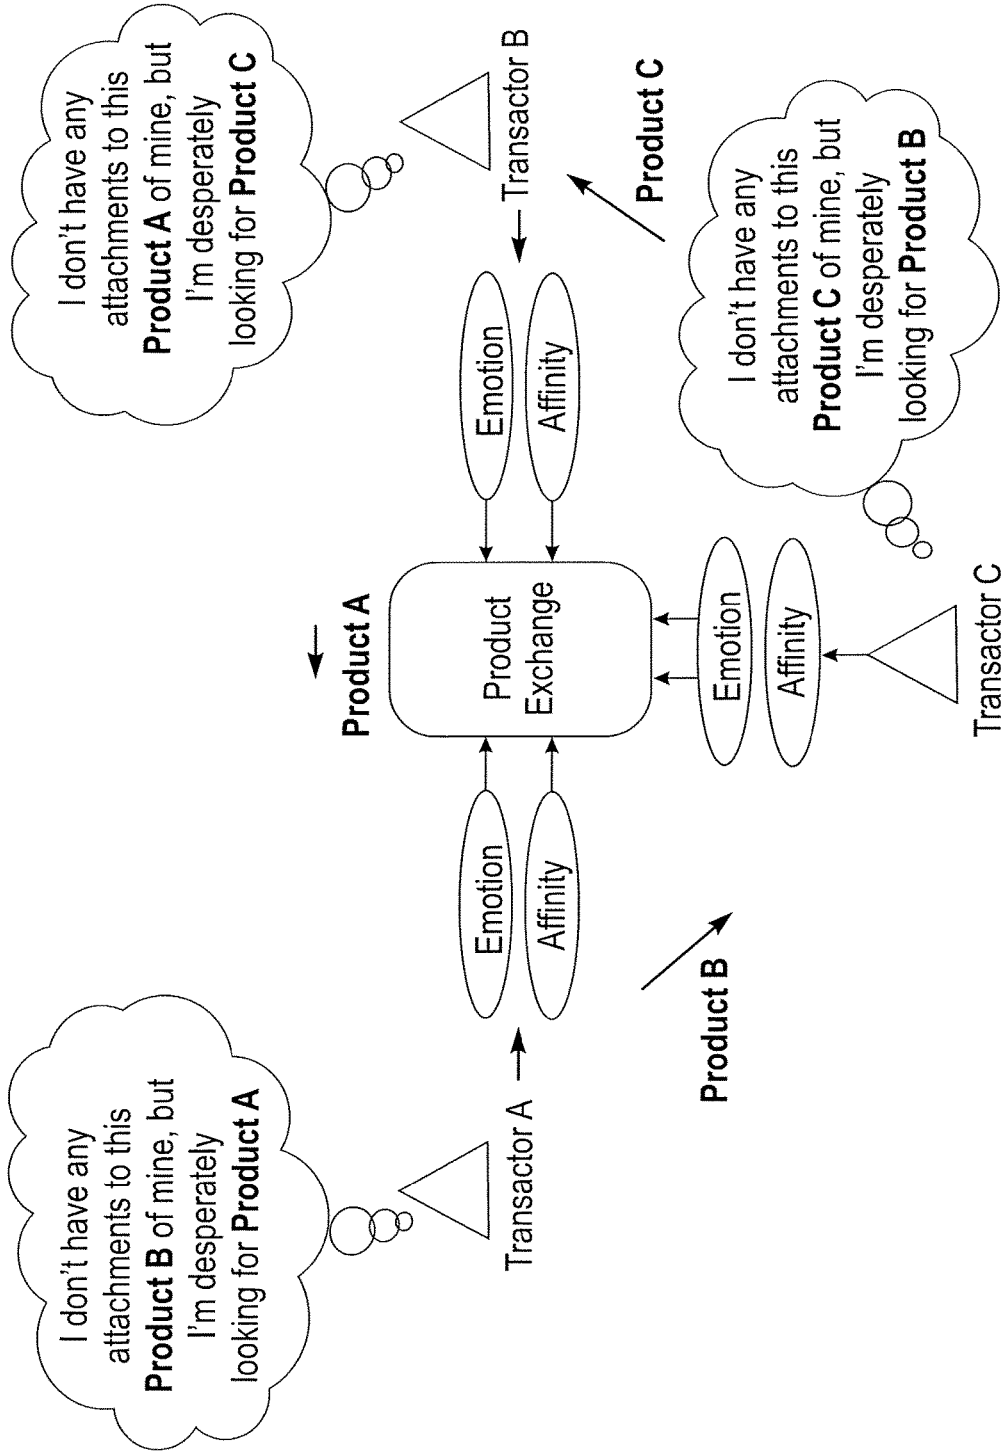 I don't have any
attachments to this
Product B of mine, but
I'm desperately
looking for Product A
I don't have any
attachments to this
Product A of mine, but
I'm desperately
looking for Product C
Product A
Transactor A
Emotion
Affinity
Product
Exchange
Emotion
Affinity
Transactor B
Product B
Emotion
Affinity
Transactor C
Product C
I don't have any
attachments to this
Product C of mine, but
I'm desperately
looking for Product B